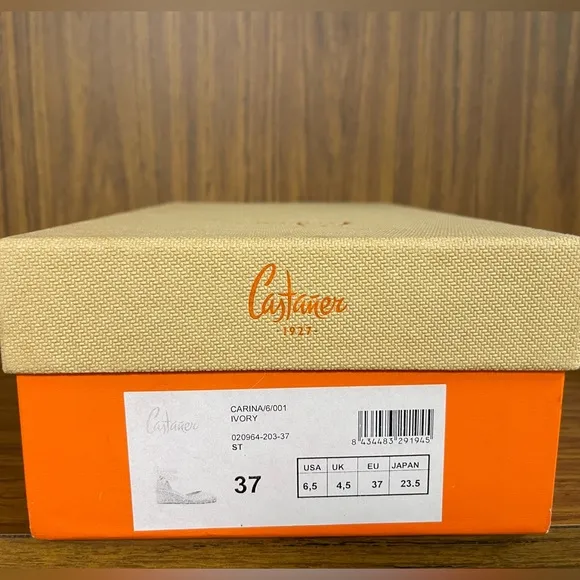 Castañer
-1927-
Castañer
CARINA/6/001
IVORY
020964-203-37
ST
37
8 434483 291945
USA UK EU JAPAN
6,5 4,5 37 23.5